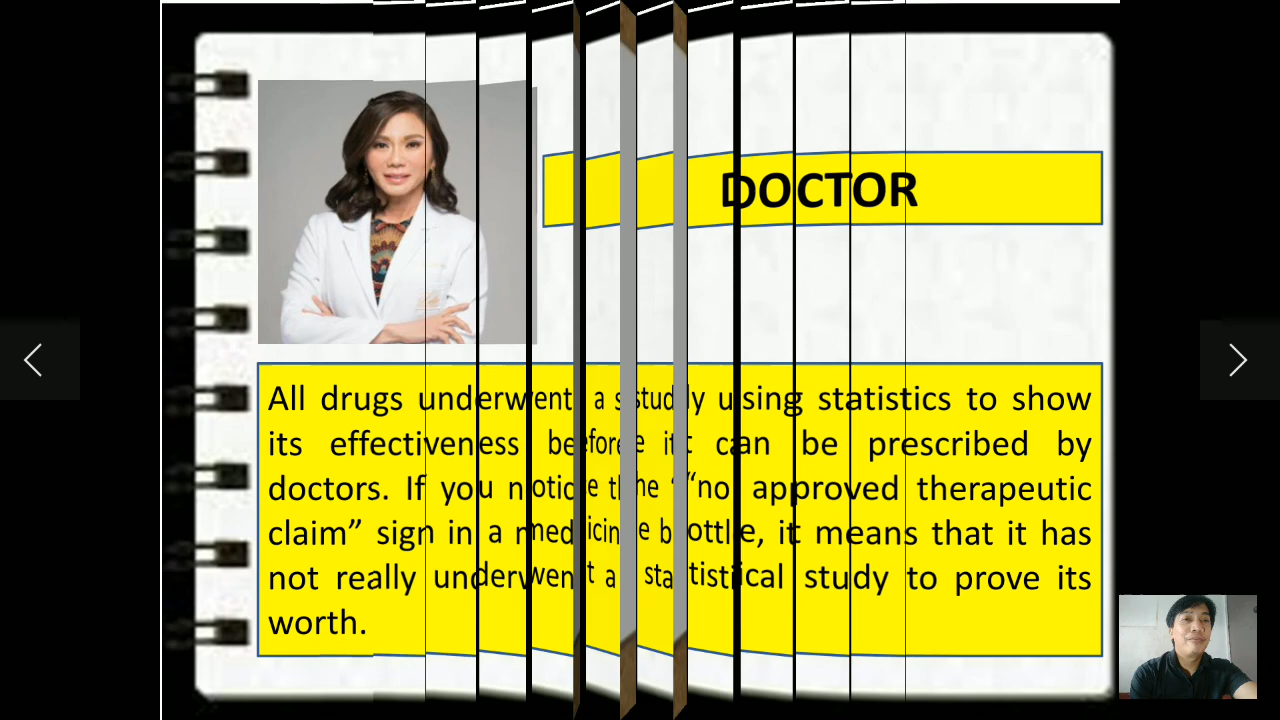 DOCTOR
All drugs underwent a study using statistics to show
its effectiveness before it can be prescribed by
doctors. If you notice the “no approved therapeutic
claim” sign in a medicine bottle, it means that it has
not really underwent a statistical study to prove its
worth.